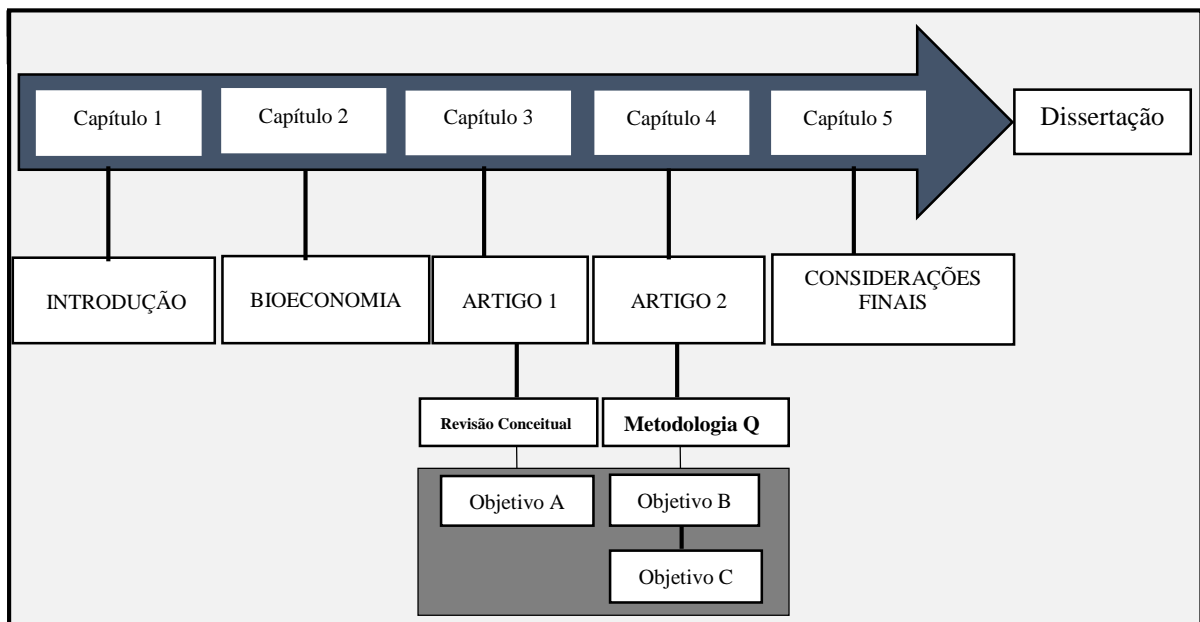 Capítulo 1
Capítulo 2
Capítulo 3
Capítulo 4
Capítulo 5
Dissertação
INTRODUÇÃO
BIOECONOMIA
ARTIGO 1
ARTIGO 2
CONSIDERAÇÕES
FINAIS
Revisão Conceitual
Metodologia Q
Objetivo A
Objetivo B
Objetivo C